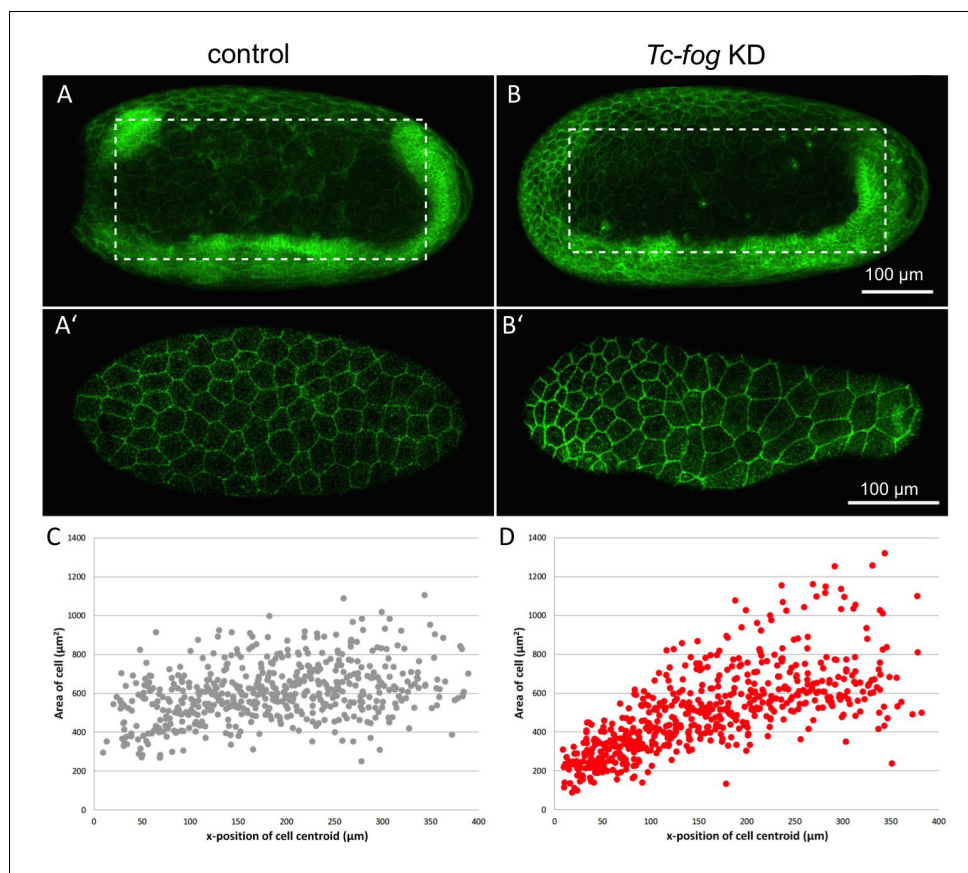 control
Tc-fog KD
A
B
100 µm
A'
B'
100 µm
C
D
1400
1200
1000
800
600
400
200
0
Area of cell (µm²)
0 50 100 150 200 250 300 350 400
x-position of cell centroid (µm)
1400
1200
1000
800
600
400
200
0
Area of cell (µm²)
0 50 100 150 200 250 300 350 400
x-position of cell centroid (µm)